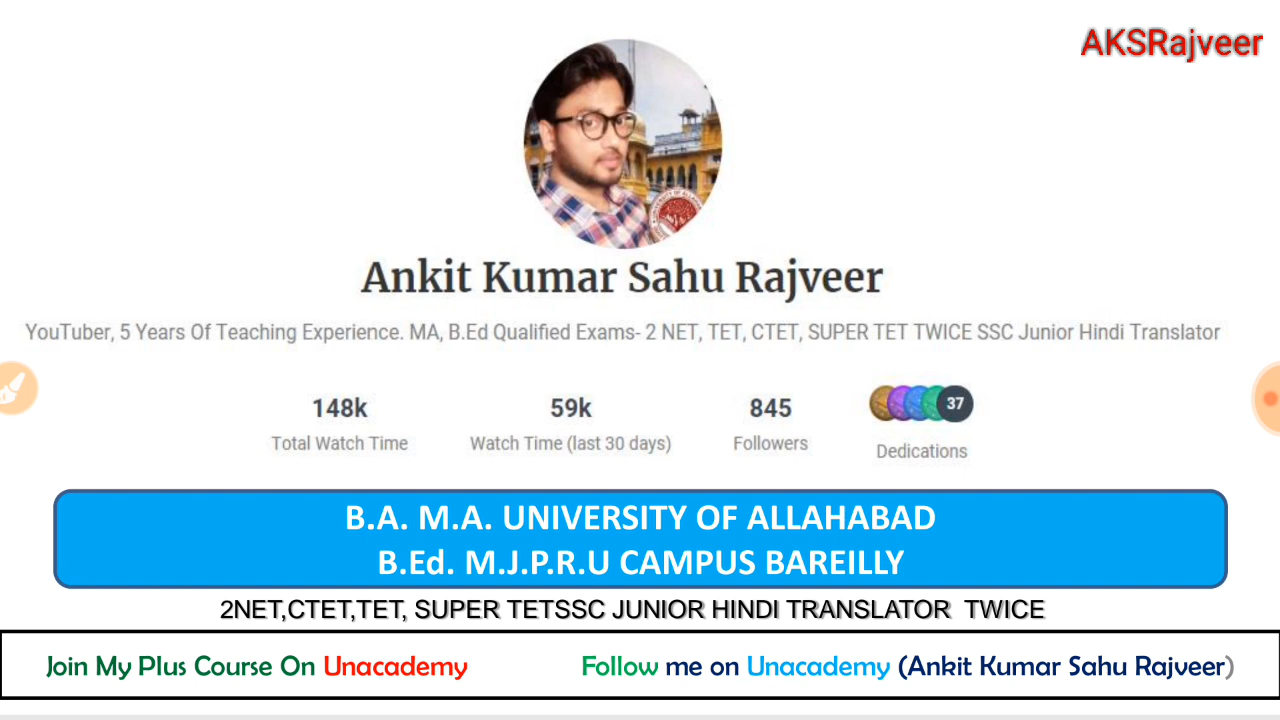 AKSRajveer
UNIVERSITY OF ALLAHABAD
Ankit Kumar Sahu Rajveer
YouTuber, 5 Years Of Teaching Experience. MA, B.Ed Qualified Exams- 2 NET, TET, CTET, SUPER TET TWICE SSC Junior Hindi Translator
148k 59k 845 37
Total Watch Time Watch Time (last 30 days) Followers Dedications
B.A. M.A. UNIVERSITY OF ALLAHABAD
B.Ed. M.J.P.R.U CAMPUS BAREILLY
2NET,CTET,TET, SUPER TETSSC JUNIOR HINDI TRANSLATOR TWICE
Join My Plus Course On Unacademy Follow me on Unacademy (Ankit Kumar Sahu Rajveer)